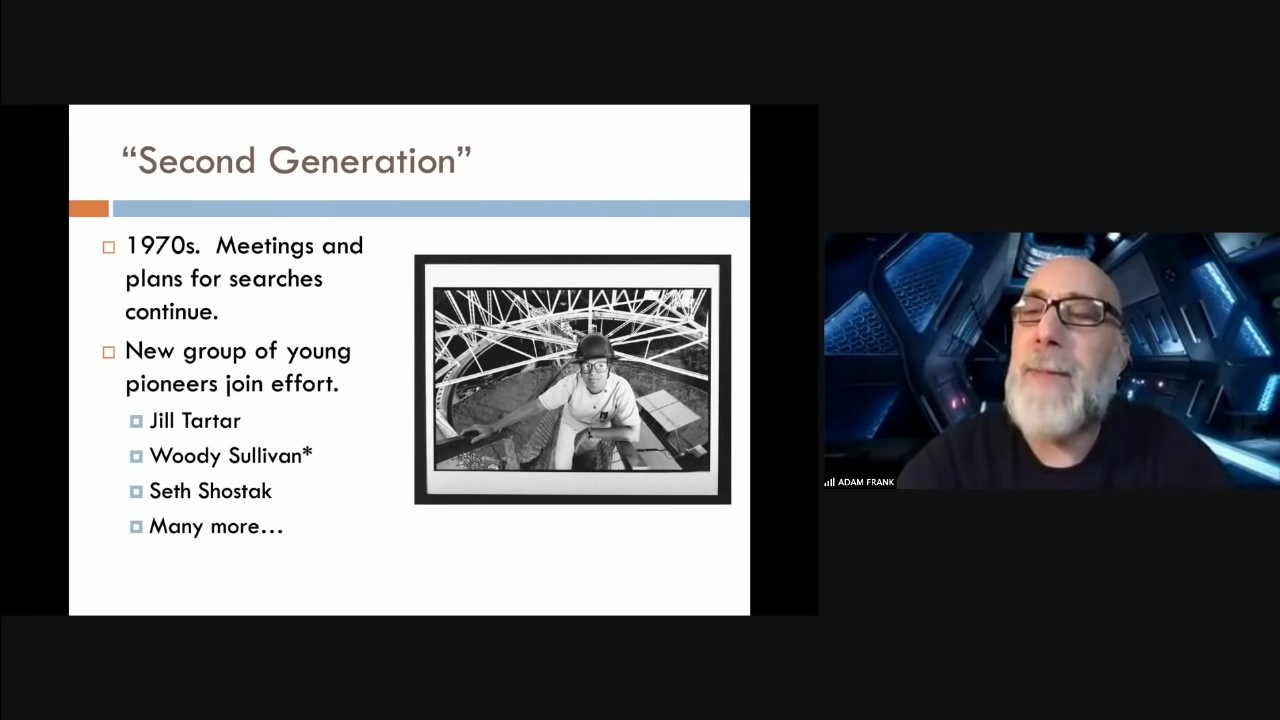 “Second Generation”
1970s. Meetings and
plans for searches
continue.
New group of young
pioneers join effort.
Jill Tartar
Woody Sullivan*
Seth Shostak
Many more…
ADAM FRANK